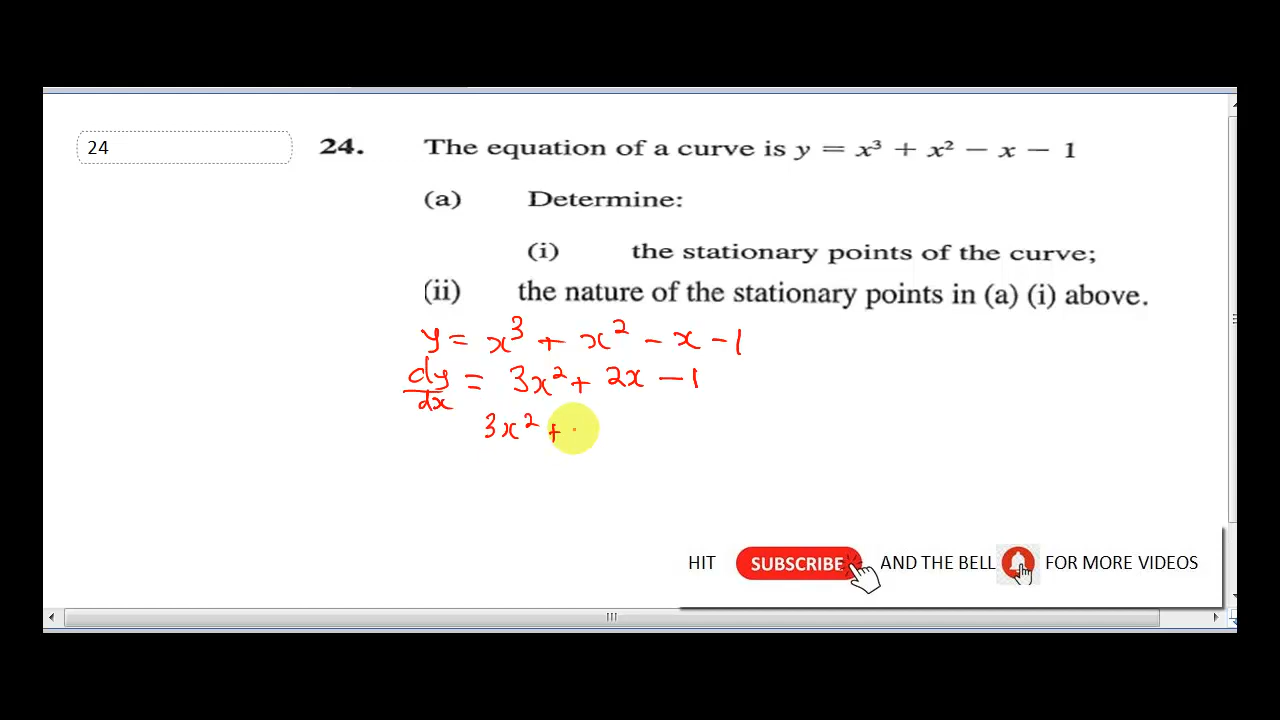 24
24. The equation of a curve is y = x³ + x² − x − 1
(a) Determine:
(i) the stationary points of the curve;
(ii) the nature of the stationary points in (a) (i) above.
y = x³ + x² − x − 1
dy/dx = 3x² + 2x − 1
3x² +
HIT SUBSCRIBE AND THE BELL FOR MORE VIDEOS